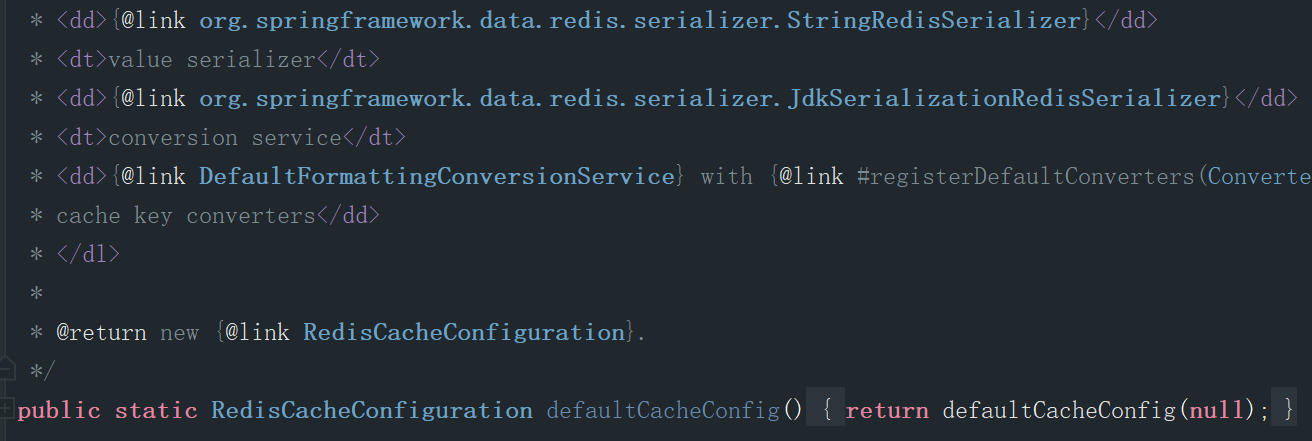 * <dd>{@link org.springframework.data.redis.serializer.StringRedisSerializer}</dd>
* <dt>value serializer</dt>
* <dd>{@link org.springframework.data.redis.serializer.JdkSerializationRedisSerializer}</dd>
* <dt>conversion service</dt>
* <dd>{@link DefaultFormattingConversionService} with {@link #registerDefaultConverters(Converte
* cache key converters</dd>
* </dl>
*
* @return new {@link RedisCacheConfiguration}.
*/
public static RedisCacheConfiguration defaultCacheConfig() { return defaultCacheConfig(null); }